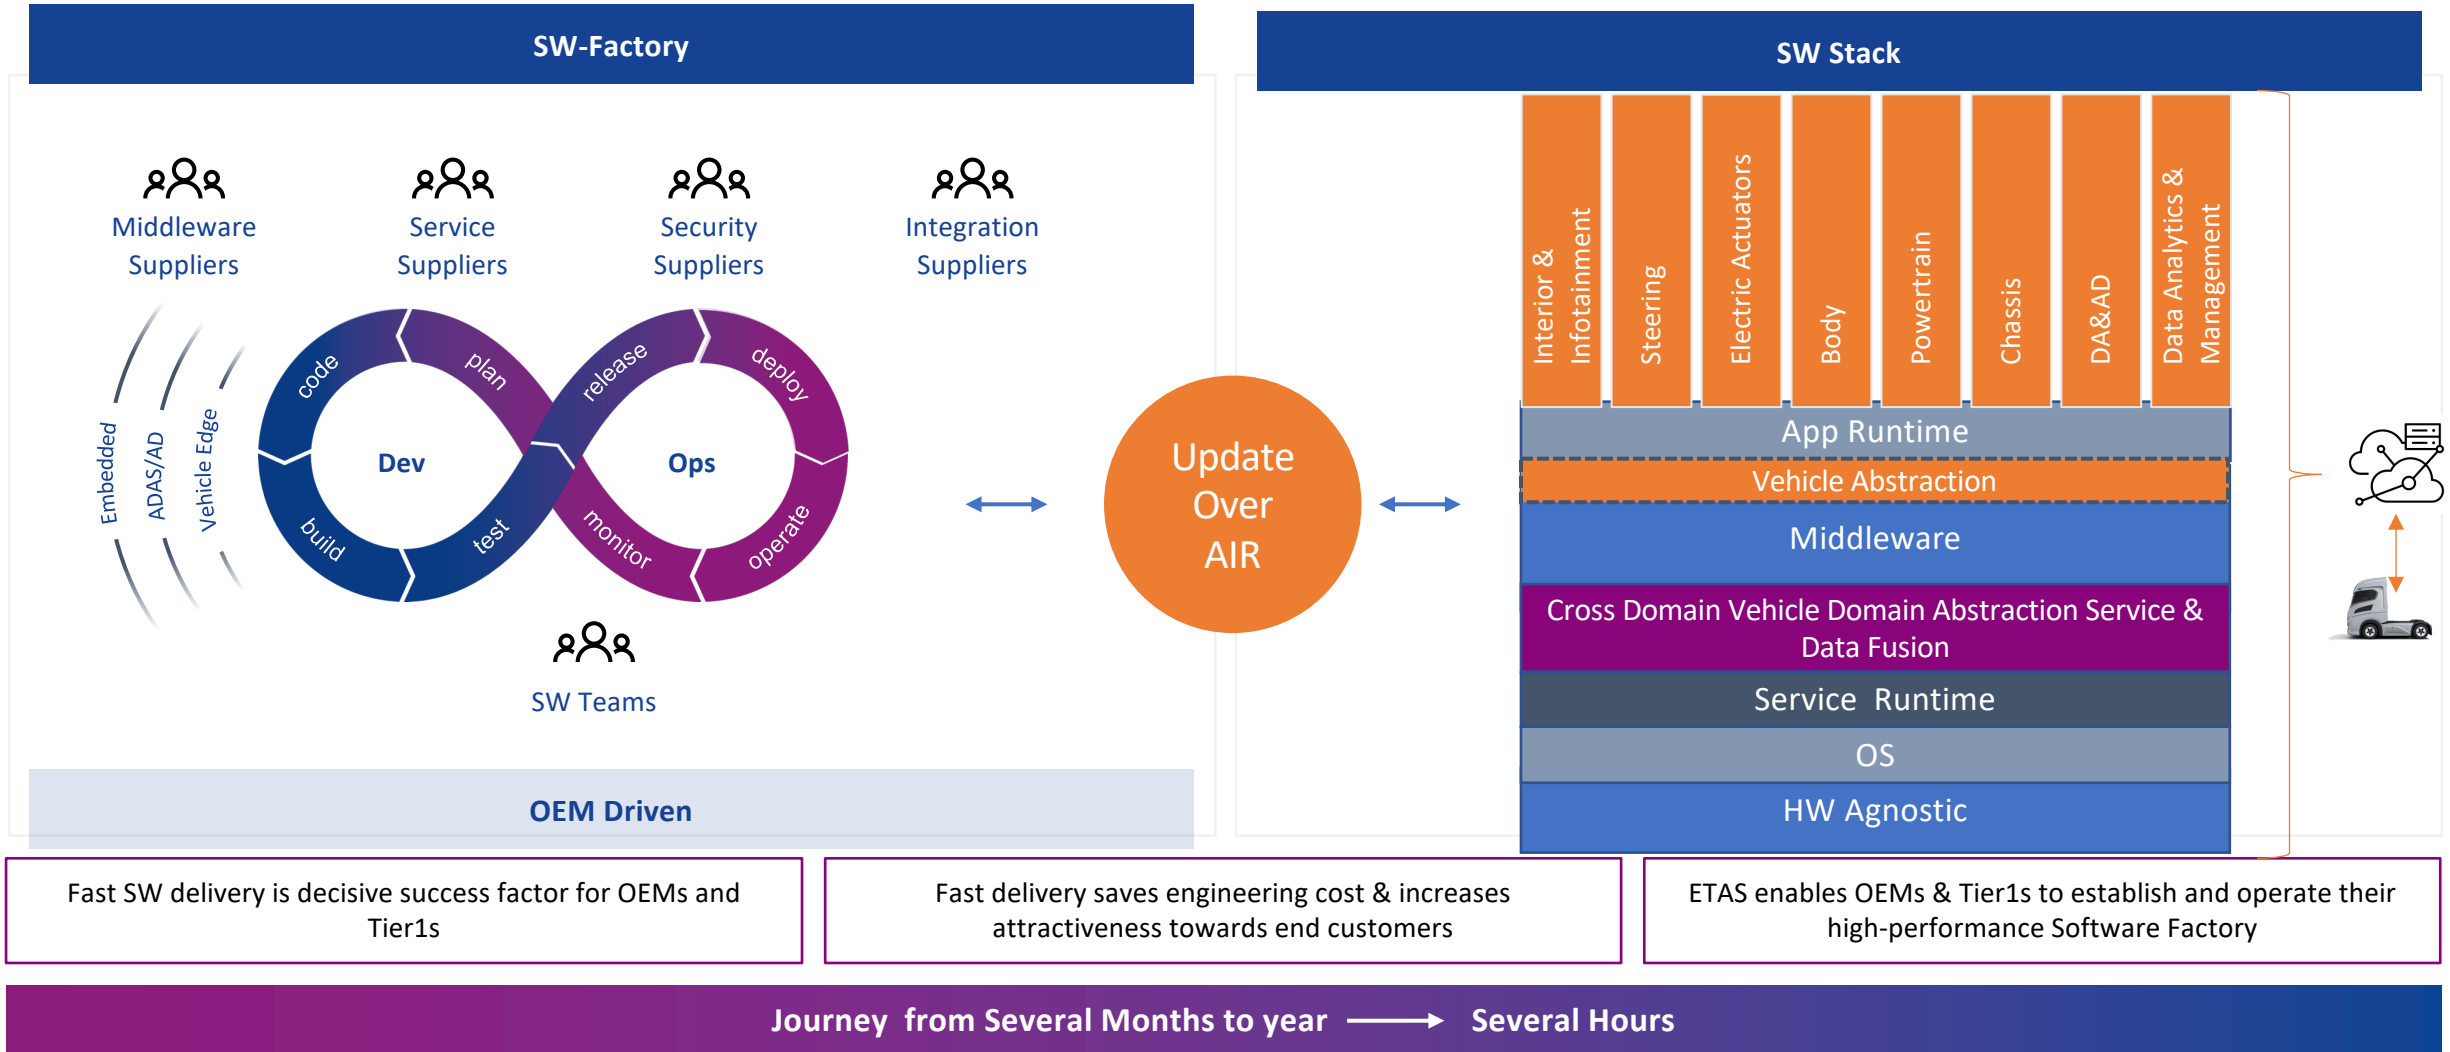 SW-Factory
Middleware
Suppliers
Service
Suppliers
Security
Suppliers
Integration
Suppliers
Embedded
ADAS/AD
Vehicle Edge
code
plan
release
deploy
Dev
Ops
build
test
monitor
operate
SW Teams
OEM Driven
Update
Over
AIR
SW Stack
Interior &
Infotainment
Steering
Electric Actuators
Body
Powertrain
Chassis
DA&AD
Data Analytics &
Management
App Runtime
Vehicle Abstraction
Middleware
Cross Domain Vehicle Domain Abstraction Service &
Data Fusion
Service Runtime
OS
HW Agnostic
Fast SW delivery is decisive success factor for OEMs and
Tier1s
Fast delivery saves engineering cost & increases
attractiveness towards end customers
ETAS enables OEMs & Tier1s to establish and operate their
high-performance Software Factory
Journey from Several Months to year Several Hours